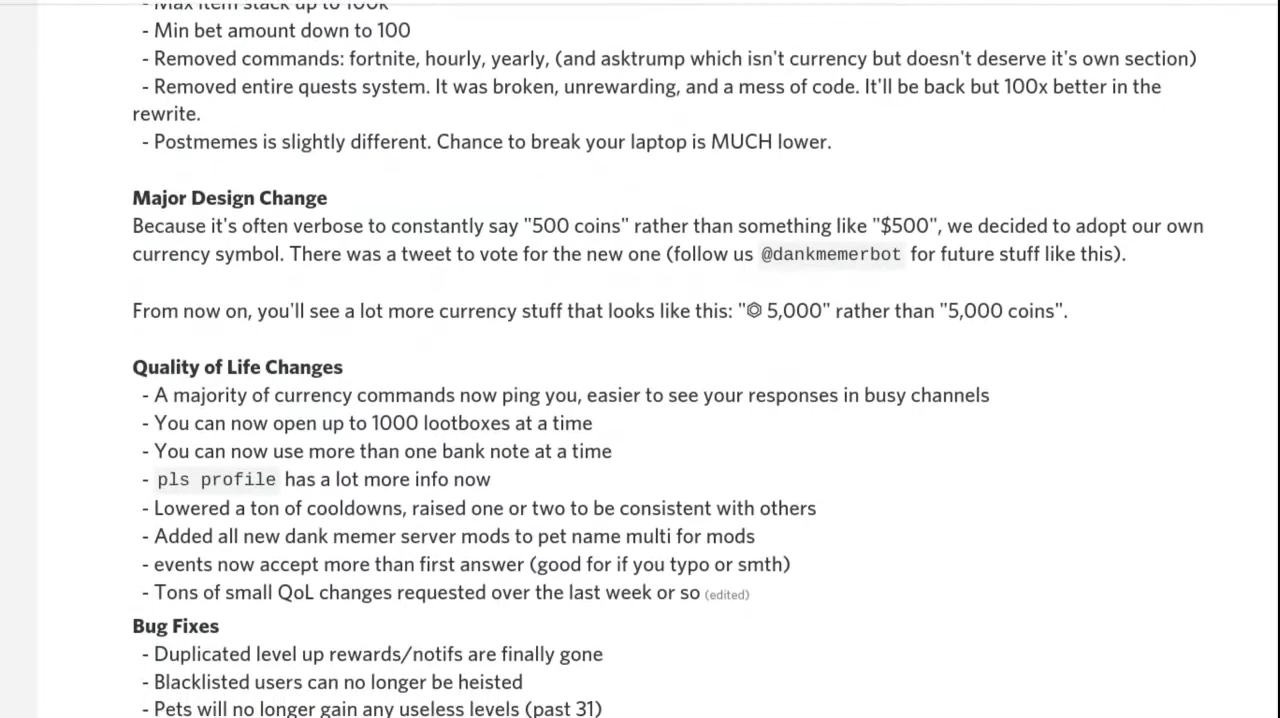 - Max item stack up to 100k
- Min bet amount down to 100
- Removed commands: fortnite, hourly, yearly, (and asktrump which isn't currency but doesn't deserve it's own section)
- Removed entire quests system. It was broken, unrewarding, and a mess of code. It'll be back but 100x better in the
rewrite.
- Postmemes is slightly different. Chance to break your laptop is MUCH lower.
Major Design Change
Because it's often verbose to constantly say "500 coins" rather than something like "$500", we decided to adopt our own
currency symbol. There was a tweet to vote for the new one (follow us @dankmemerbot for future stuff like this).
From now on, you'll see a lot more currency stuff that looks like this: "⏣ 5,000" rather than "5,000 coins".
Quality of Life Changes
- A majority of currency commands now ping you, easier to see your responses in busy channels
- You can now open up to 1000 lootboxes at a time
- You can now use more than one bank note at a time
- pls profile has a lot more info now
- Lowered a ton of cooldowns, raised one or two to be consistent with others
- Added all new dank memer server mods to pet name multi for mods
- events now accept more than first answer (good for if you typo or smth)
- Tons of small QoL changes requested over the last week or so (edited)
Bug Fixes
- Duplicated level up rewards/notifs are finally gone
- Blacklisted users can no longer be heisted
- Pets will no longer gain any useless levels (past 31)